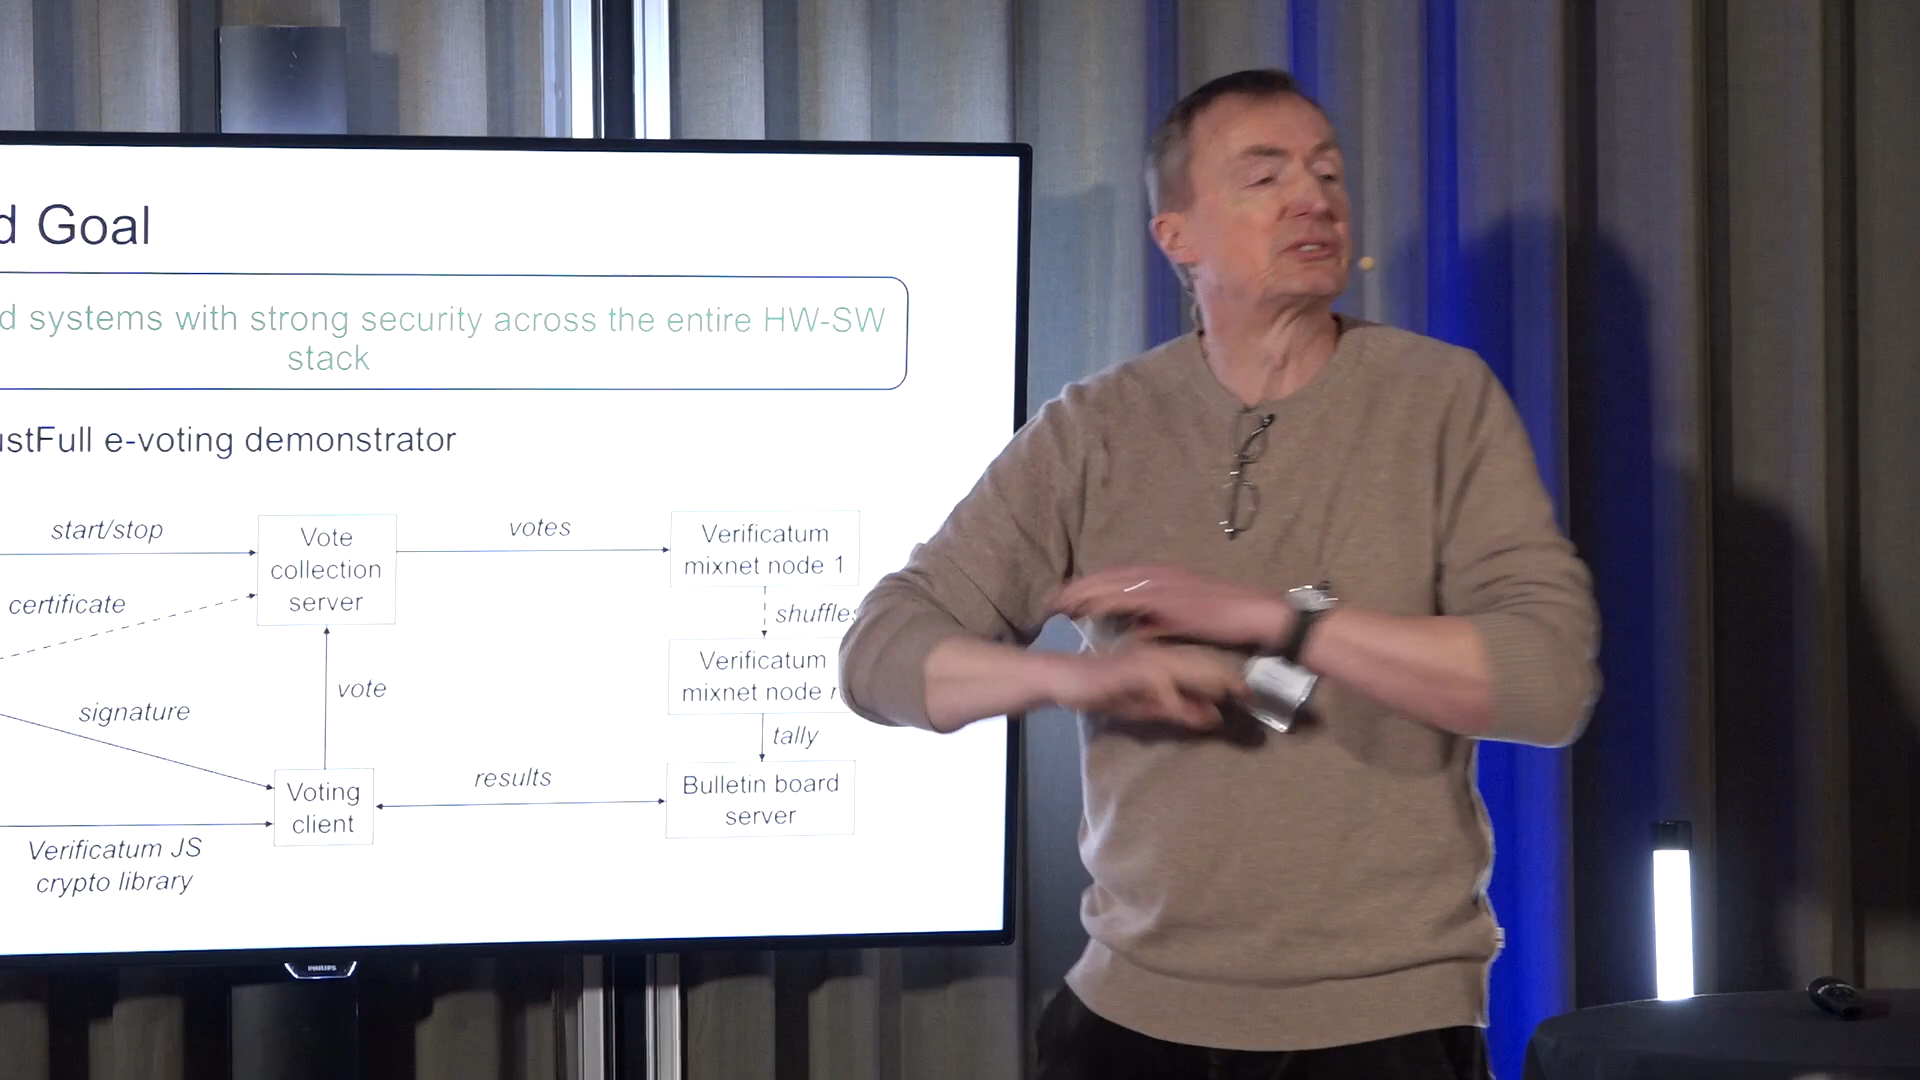 d Goal
d systems with strong security across the entire HW-SW
stack
ustFull e-voting demonstrator
start/stop
Vote
collection
server
votes
Verificatum
mixnet node 1
certificate
shuffles
Verificatum
mixnet node
signature
vote
tally
Voting
client
results
Bulletin board
server
Verificatum JS
crypto library
PHILIPS